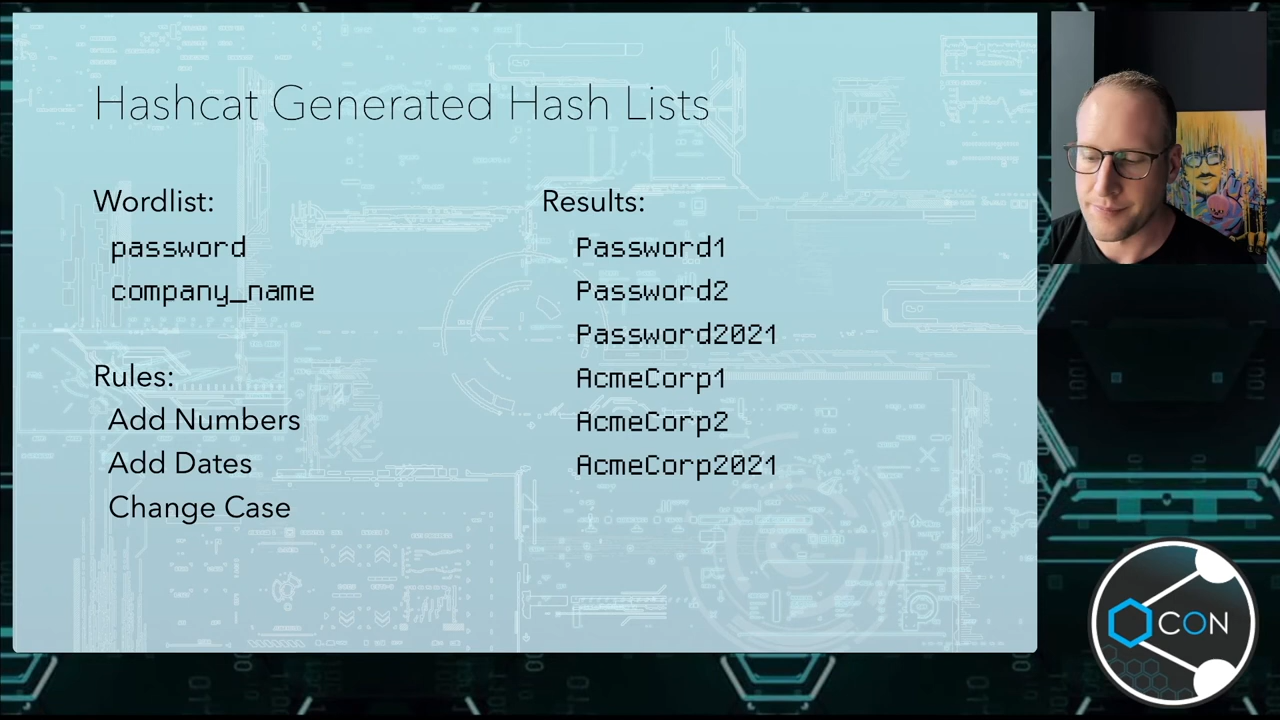 Hashcat Generated Hash Lists
Wordlist:
password
company_name
Rules:
Add Numbers
Add Dates
Change Case
Results:
Password1
Password2
Password2021
AcmeCorp1
AcmeCorp2
AcmeCorp2021
CON